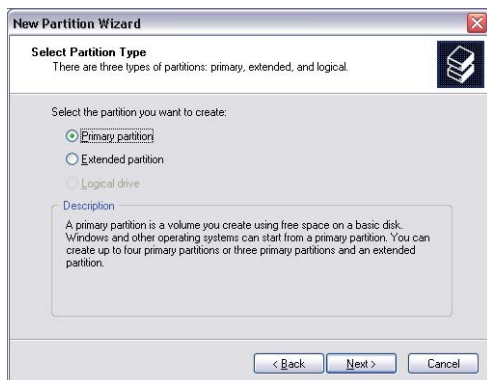 New Partition Wizard
Select Partition Type
There are three types of partitions: primary, extended, and logical.
Select the partition you want to create:
Primary partition
Extended partition
Logical drive
Description
A primary partition is a volume you create using free space on a basic disk.
Windows and other operating systems can start from a primary partition. You can
create up to four primary partitions or three primary partitions and an extended
partition.
< Back
Next >
Cancel